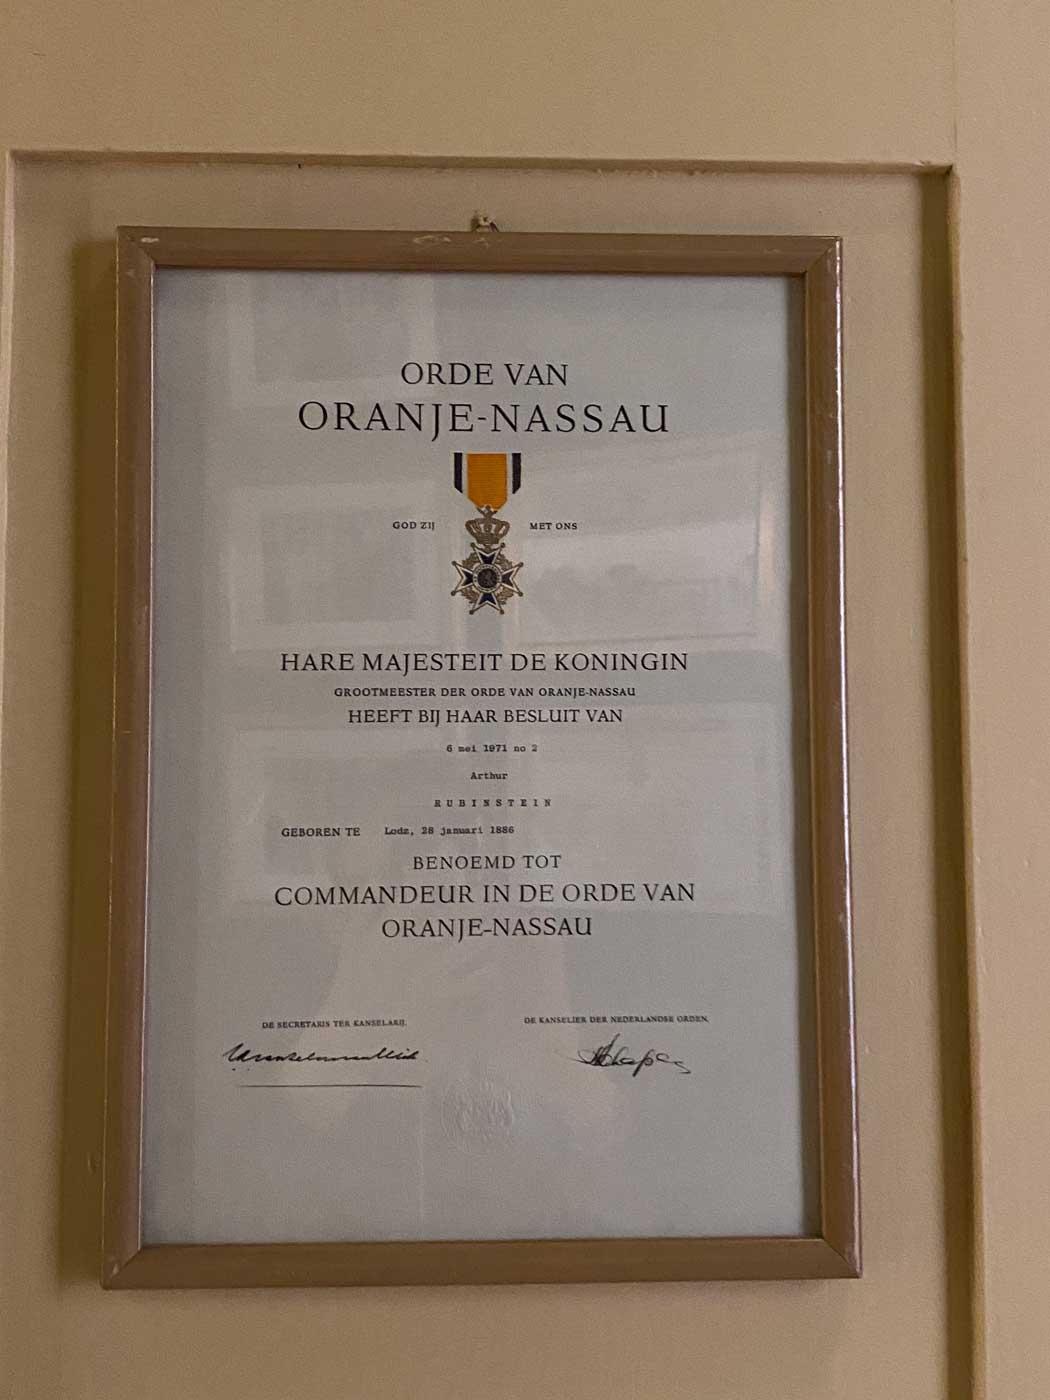 ORDE VAN
ORANJE-NASSAU
GOD ZIJ MET ONS
HARE MAJESTEIT DE KONINGIN
GROOTMEESTER DER ORDE VAN ORANJE-NASSAU
HEEFT BIJ HAAR BESLUIT VAN
6 mei 1971 no 2
Arthur
RUBINSTEIN
GEBOREN TE Lodz, 28 januari 1886
BENOEMD TOT
COMMANDEUR IN DE ORDE VAN
ORANJE-NASSAU
DE SECRETARIS TER KANSELARIJ, DE KANSELIER DER NEDERLANDSE ORDEN,